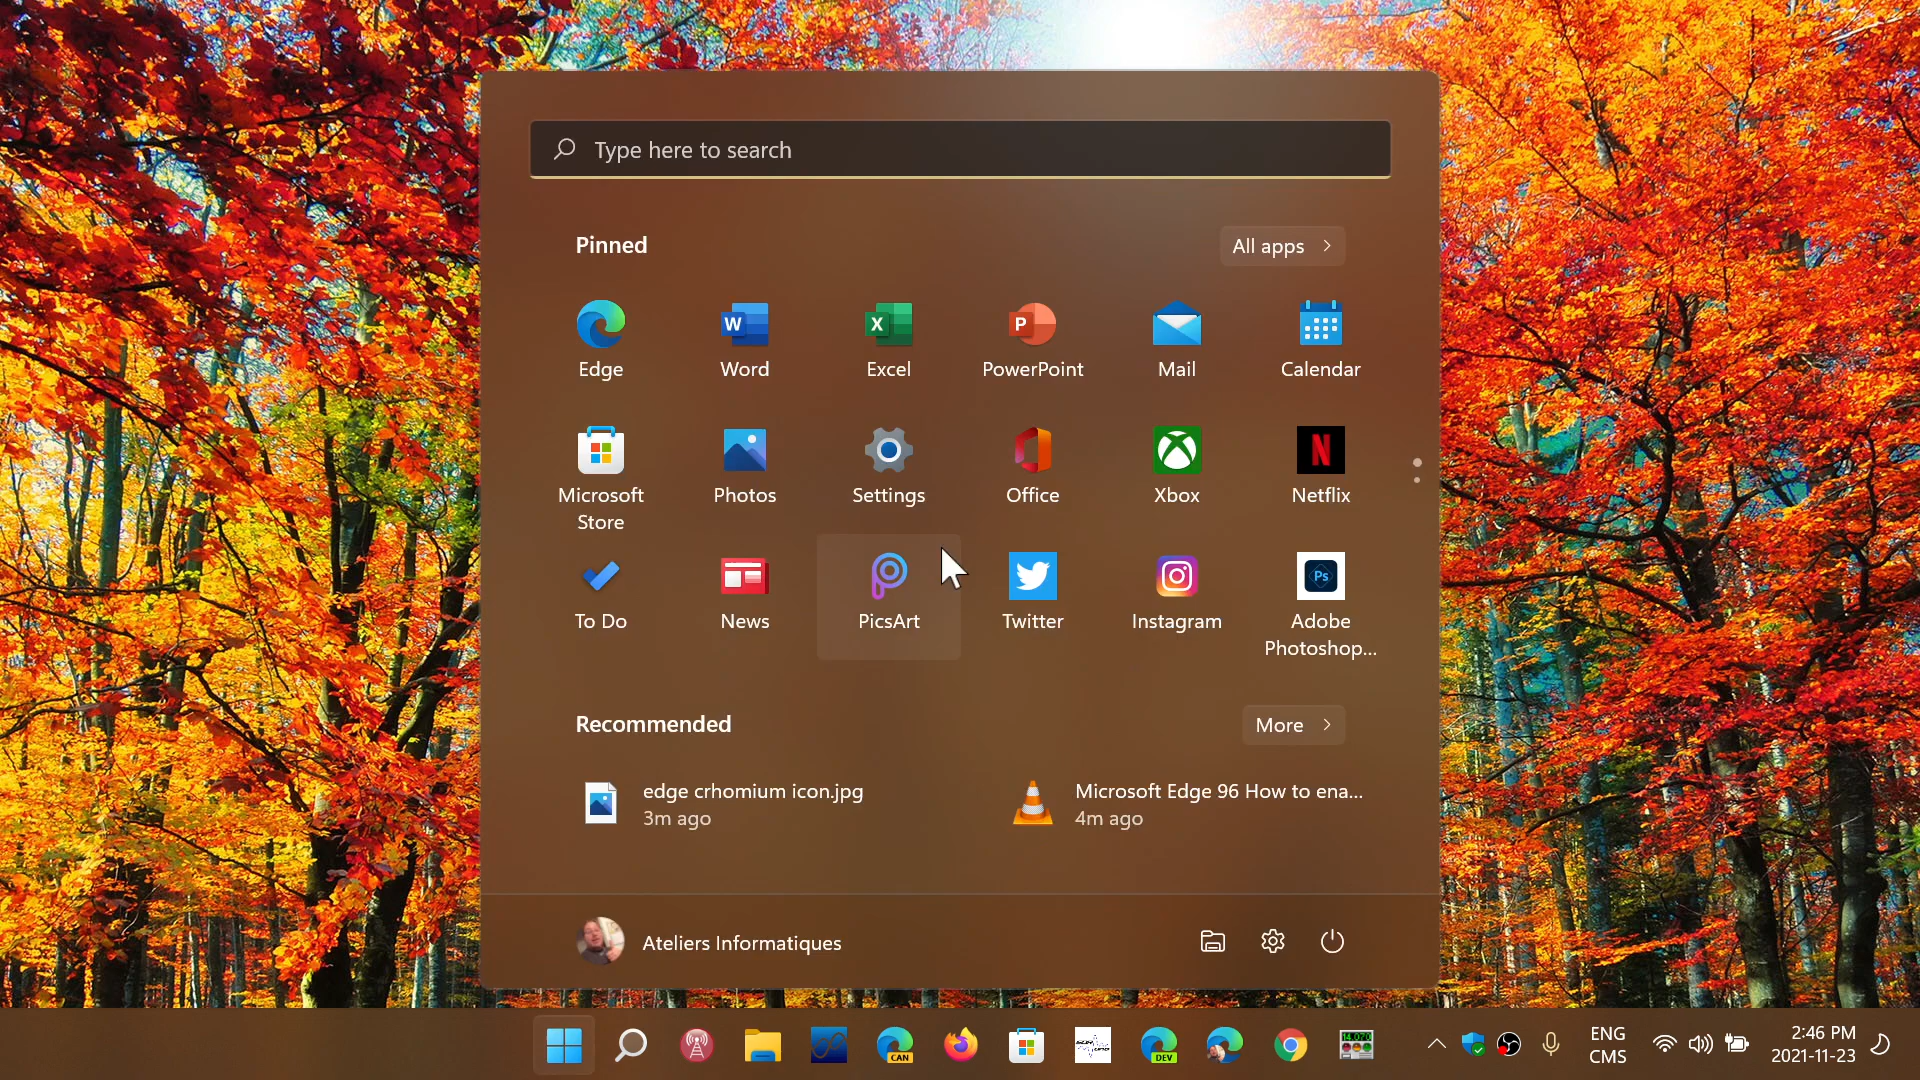 Type here to search
Pinned
All apps
Edge
Word
Excel
PowerPoint
Mail
Calendar
Microsoft
Store
Photos
Settings
Office
Xbox
Netflix
To Do
News
PicsArt
Twitter
Instagram
Adobe
Photoshop...
Recommended
More
edge crhomium icon.jpg
3m ago
Microsoft Edge 96 How to ena...
4m ago
Ateliers Informatiques
CAN
DEV
ENG
CMS
2:46 PM
2021-11-23